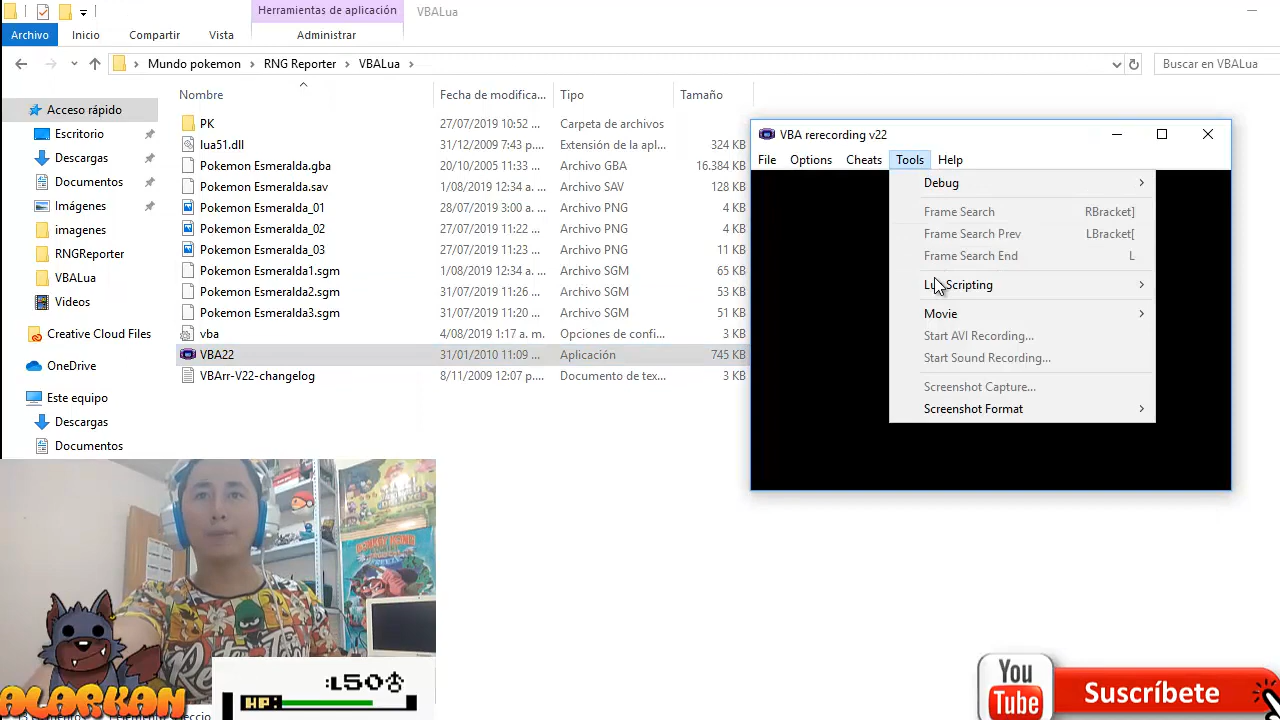 Herramientas de aplicación
VBALua
Archivo
Inicio
Compartir
Vista
Administrar
Mundo pokemon
RNG Reporter
VBALua
Buscar en VBALua
Nombre
Fecha de modifica...
Tipo
Tamaño
Acceso rápido
Escritorio
Descargas
Documentos
Imágenes
imagenes
RNGReporter
VBALua
Videos
Creative Cloud Files
OneDrive
Este equipo
Descargas
Documentos
PK 27/07/2019 10:52 ... Carpeta de archivos
lua51.dll 31/12/2009 7:43 p.... Extensión de la apl... 324 KB
Pokemon Esmeralda.gba 20/10/2005 11:33 ... Archivo GBA 16.384 KB
Pokemon Esmeralda.sav 1/08/2019 12:34 a. ... Archivo SAV 128 KB
Pokemon Esmeralda_01 28/07/2019 3:00 a. ... Archivo PNG 4 KB
Pokemon Esmeralda_02 27/07/2019 11:22 ... Archivo PNG 4 KB
Pokemon Esmeralda_03 27/07/2019 11:23 ... Archivo PNG 11 KB
Pokemon Esmeralda1.sgm 1/08/2019 12:34 a. ... Archivo SGM 65 KB
Pokemon Esmeralda2.sgm 31/07/2019 11:26 ... Archivo SGM 53 KB
Pokemon Esmeralda3.sgm 31/07/2019 11:20 ... Archivo SGM 51 KB
vba 4/08/2019 1:17 a. m. Opciones de confi... 3 KB
VBA22 31/01/2010 11:09 ... Aplicación 745 KB
VBArr-V22-changelog 8/11/2009 12:07 p.... Documento de tex... 3 KB
VBA rerecording v22
File Options Cheats Tools Help
Debug
Frame Search RBracket]
Frame Search Prev LBracket[
Frame Search End L
Scripting
Movie
Start AVI Recording...
Start Sound Recording...
Screenshot Capture...
Screenshot Format
ALARKAN
:L50♂
HP:
You
Tube
Suscríbete